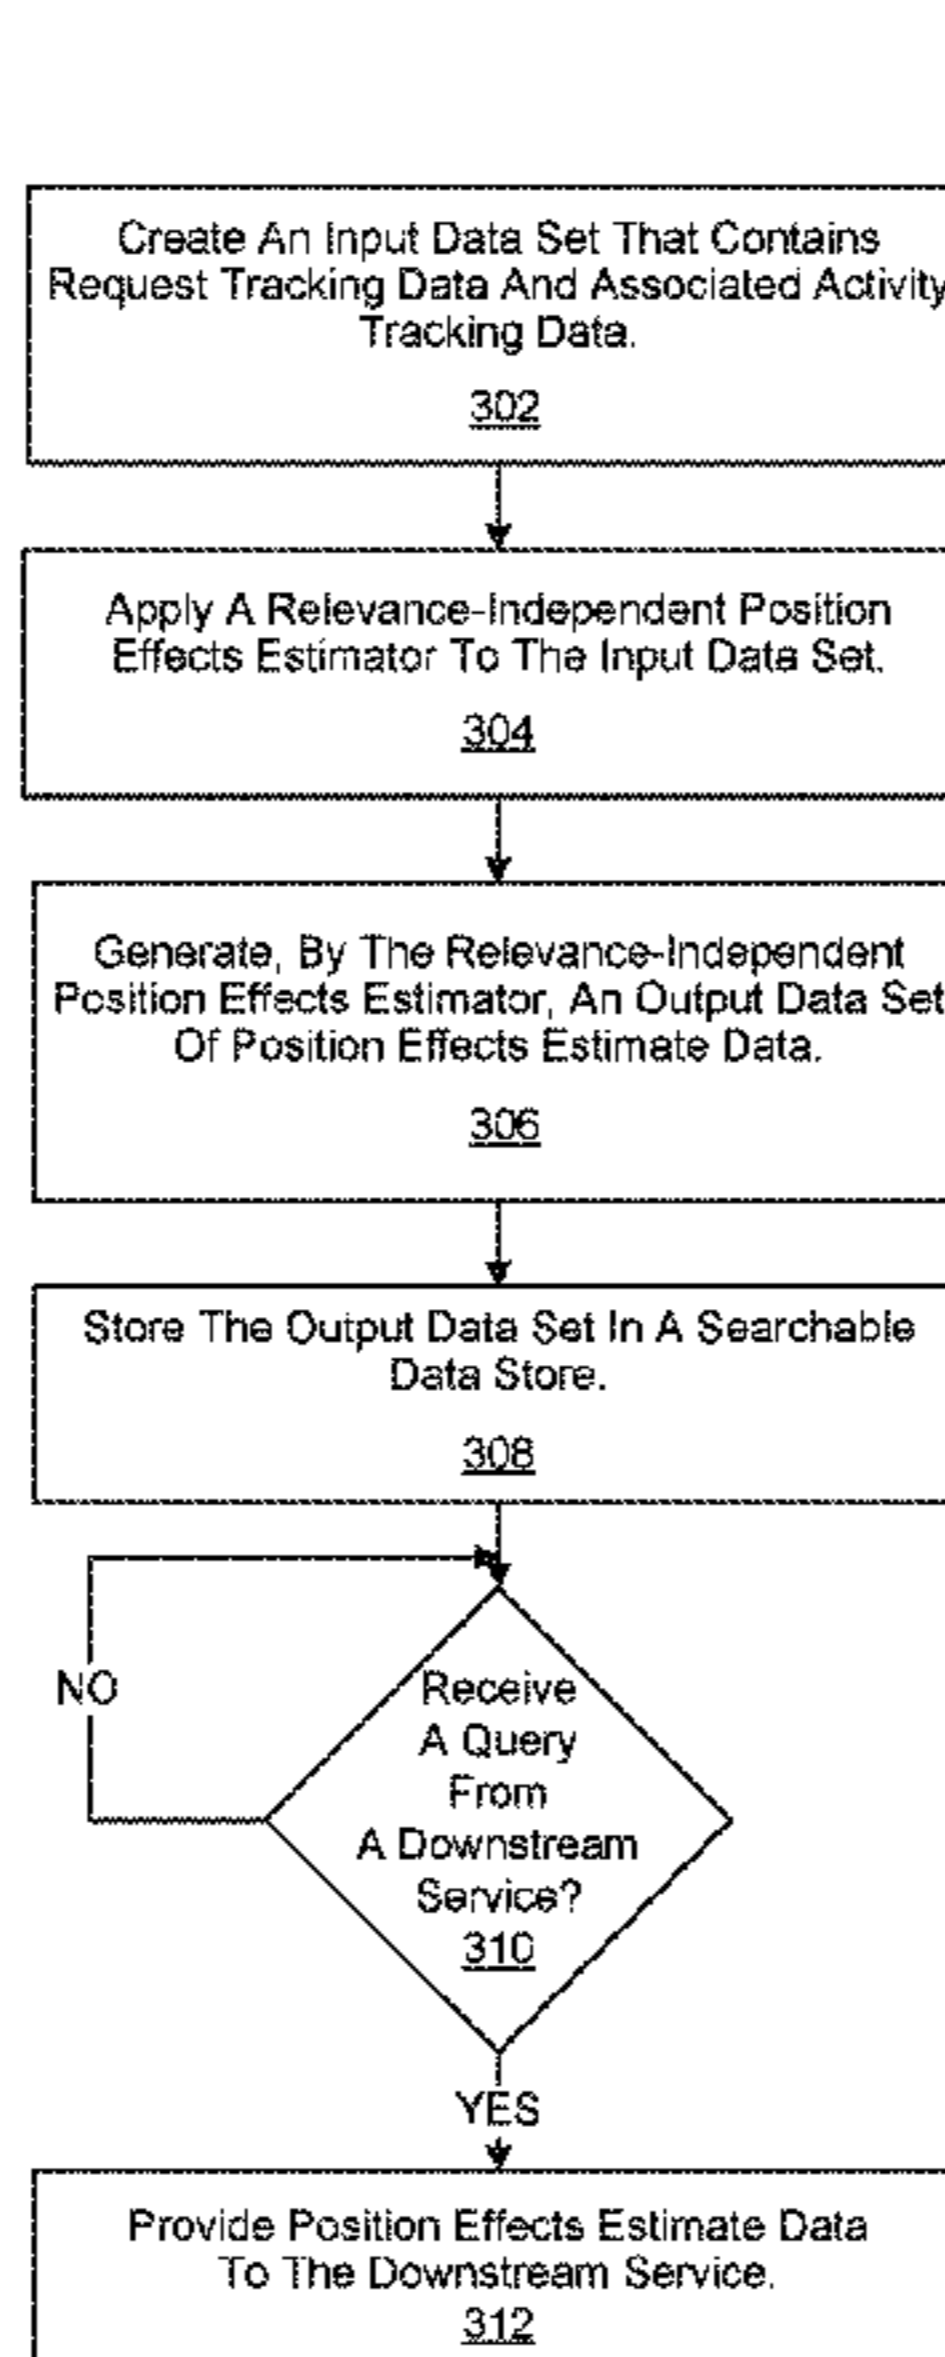 Create An Input Data Set That Contains
Request Tracking Data And Associated Activity
Tracking Data.
302
Apply A Relevance-Independent Position
Effects Estimator To The Input Data Set.
304
Generate, By The Relevance-Independent
Position Effects Estimator, An Output Data Set
Of Position Effects Estimate Data.
306
Store The Output Data Set In A Searchable
Data Store.
308
NO
Receive
A Query
From
A Downstream
Service?
310
YES
Provide Position Effects Estimate Data
To The Downstream Service.
312